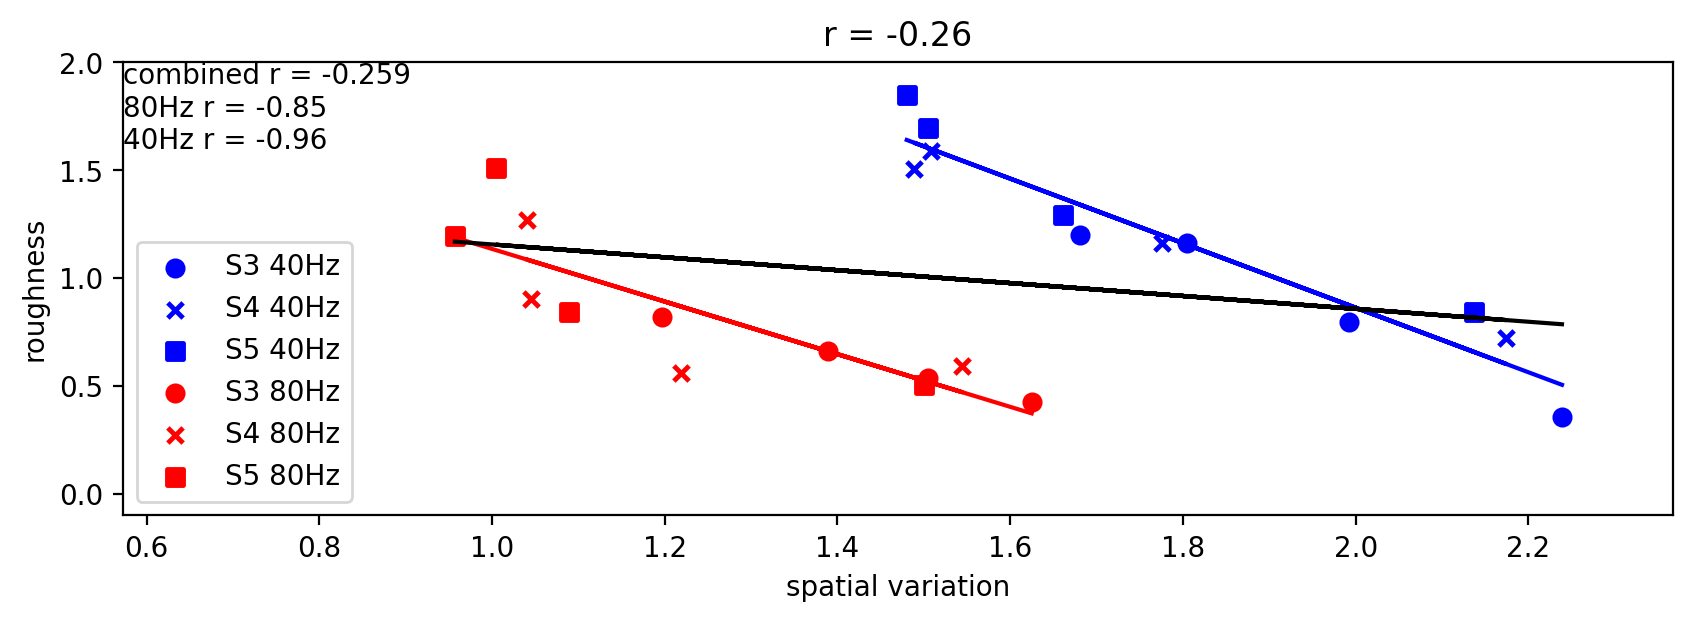 r = -0.26
combined r = -0.259
80Hz r = -0.85
40Hz r = -0.96
2.0
1.5
1.0
0.5
0.0
roughness
S3 40Hz
S4 40Hz
S5 40Hz
S3 80Hz
S4 80Hz
S5 80Hz
0.6 0.8 1.0 1.2 1.4 1.6 1.8 2.0 2.2
spatial variation